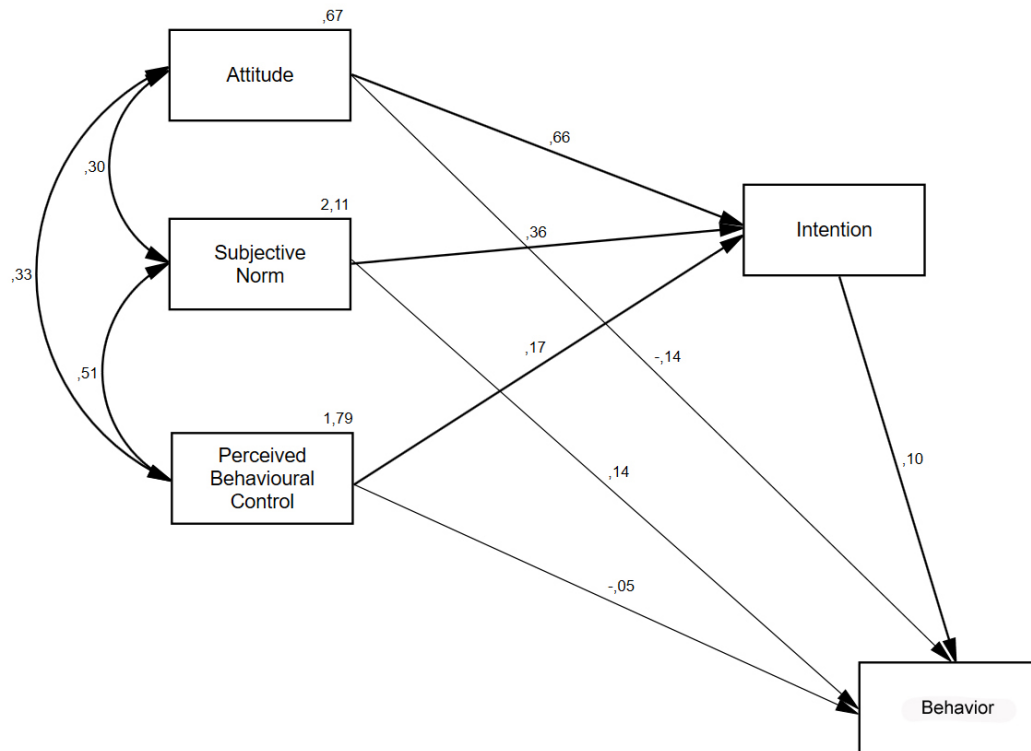 ,67
Attitude
,66
,30
2,11
Subjective
Norm
,36
Intention
,33
,51
,17
-,14
1,79
Perceived
Behavioural
Control
,14
,10
-,05
Behavior